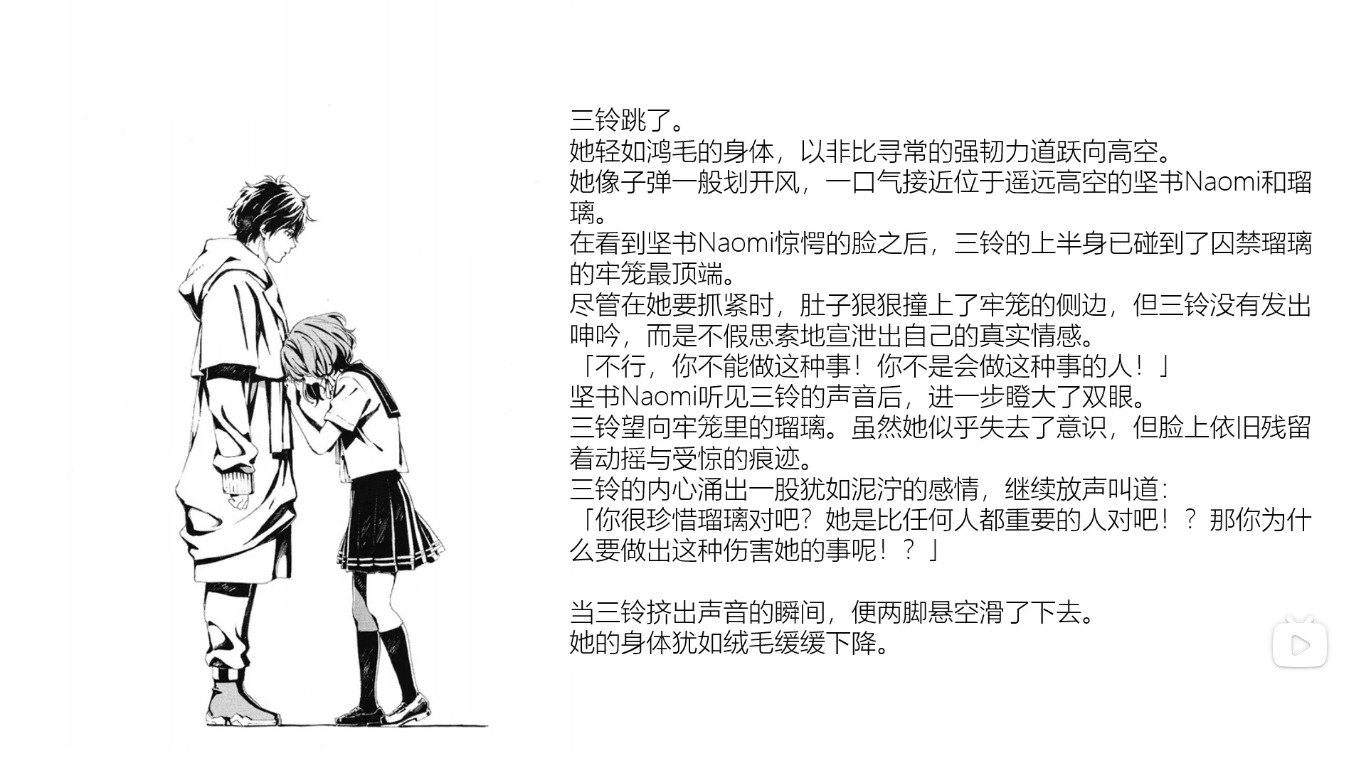 三铃跳了。
她轻如鸿毛的身体，以非比寻常的强韧力道跃向高空。
她像子弹一般划开风，一口气接近位于遥远高空的坚书Naomi和瑠
璃。
在看到坚书Naomi惊愕的脸之后，三铃的上半身已碰到了囚禁瑠璃
的牢笼最顶端。
尽管在她要抓紧时，肚子狠狠撞上了牢笼的侧边，但三铃没有发出
呻吟，而是不假思索地宣泄出自己的真实情感。
「不行，你不能做这种事！你不是会做这种事的人！」
坚书Naomi听见三铃的声音后，进一步瞪大了双眼。
三铃望向牢笼里的瑠璃。虽然她似乎失去了意识，但脸上依旧残留
着动摇与受惊的痕迹。
三铃的内心涌出一股犹如泥泞的感情，继续放声叫道：
「你很珍惜瑠璃对吧？她是比任何人都重要的人对吧！？那你为什
么要做出这种伤害她的事呢！？」
当三铃挤出声音的瞬间，便两脚悬空滑了下去。
她的身体犹如绒毛缓缓下降。